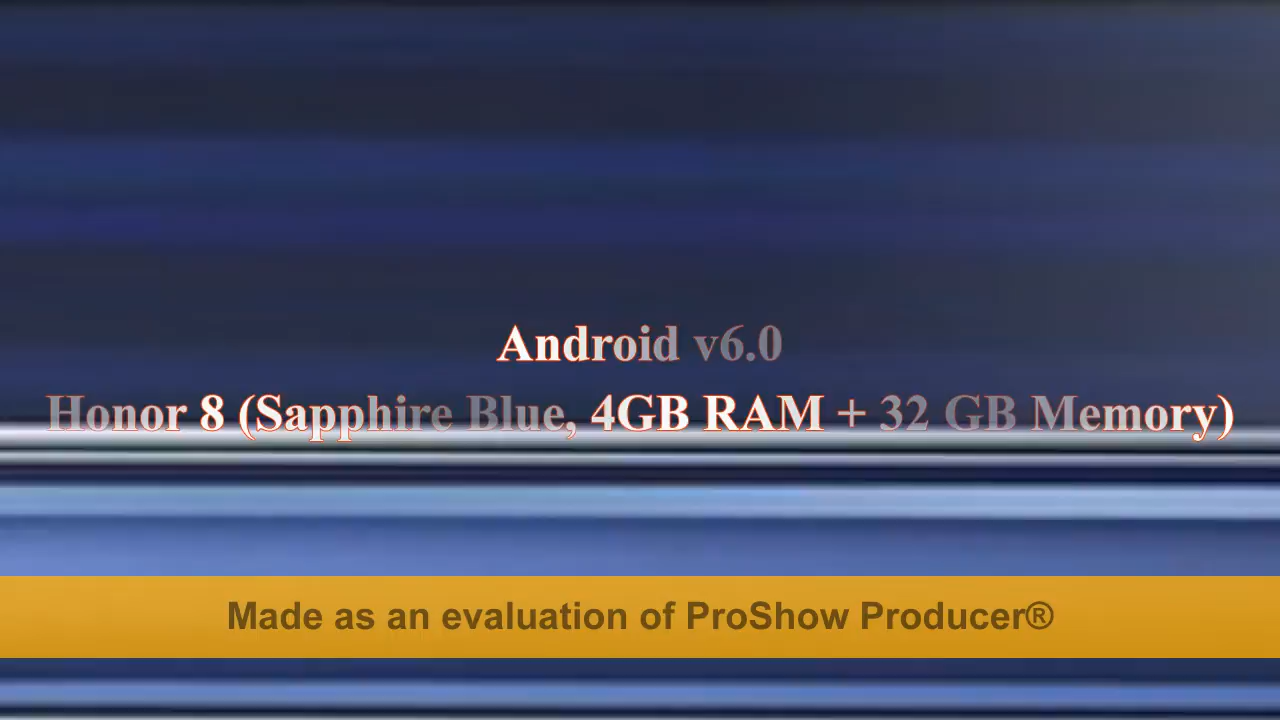 Android v6.0
Honor 8 (Sapphire Blue, 4GB RAM + 32 GB Memory)
Made as an evaluation of ProShow Producer®